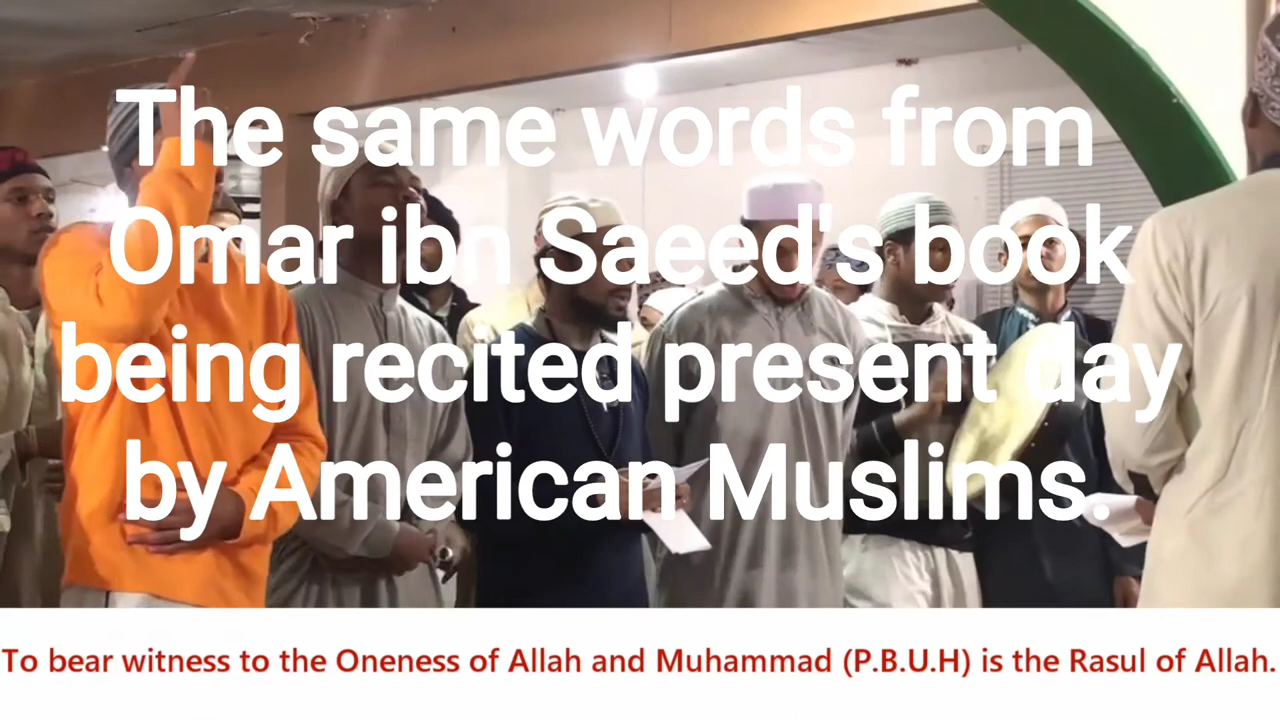 The same words from
Omar ibn Saeed's book
being recited present day
by American Muslims.
To bear witness to the Oneness of Allah and Muhammad (P.B.U.H) is the Rasul of Allah.